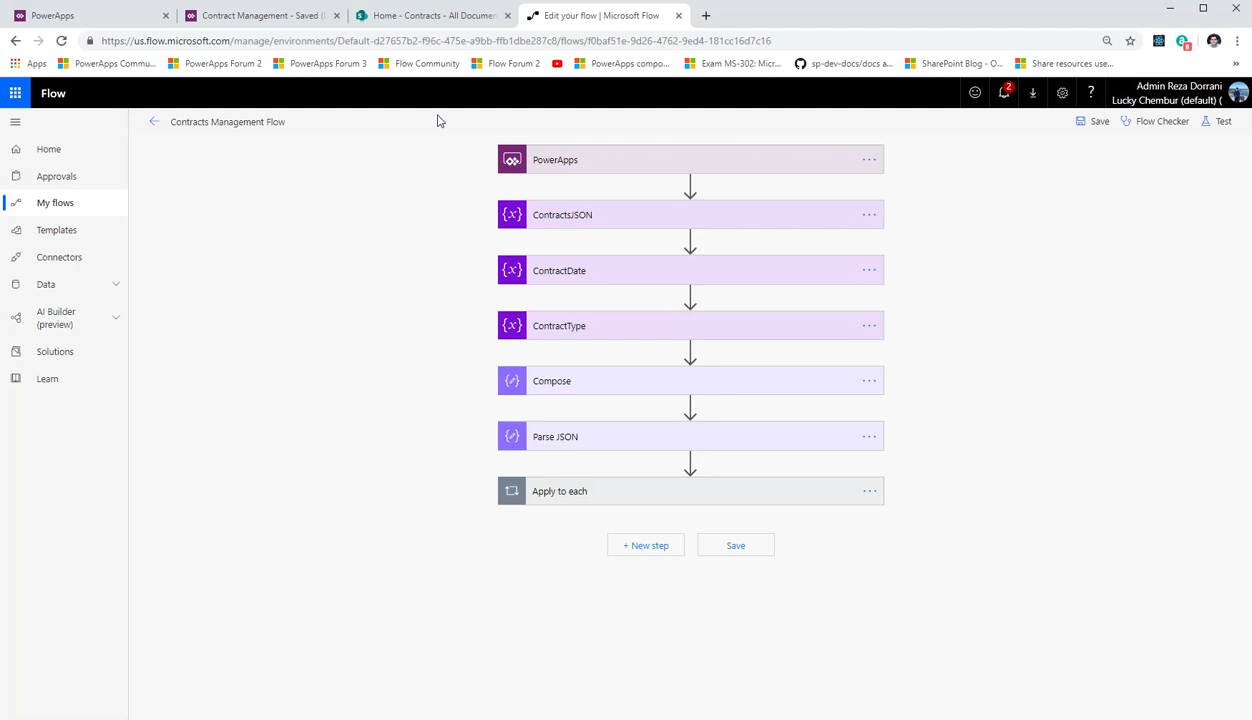 PowerApps
Contract Management - Saved (
Home - Contracts - All Documen
Edit your flow | Microsoft Flow
https://us.flow.microsoft.com/manage/environments/Default-d27657b2-f96c-475e-a9bb-ffb1dbe287c8/flows/f0baf51e-9d26-4762-9ed4-181cc16d7c16
Apps
PowerApps Commu...
PowerApps Forum 2
PowerApps Forum 3
Flow Community
Flow Forum 2
PowerApps compo...
Exam MS-302: Micr...
sp-dev-docs/docs a...
SharePoint Blog - O...
Share resources use...
Flow
2
?
Admin Reza Dorrani
Lucky Chembur (default) (
Contracts Management Flow
Save
Flow Checker
Test
Home
Approvals
My flows
Templates
Connectors
Data
AI Builder
(preview)
Solutions
Learn
PowerApps
ContractsJSON
ContractDate
ContractType
Compose
Parse JSON
Apply to each
+ New step
Save